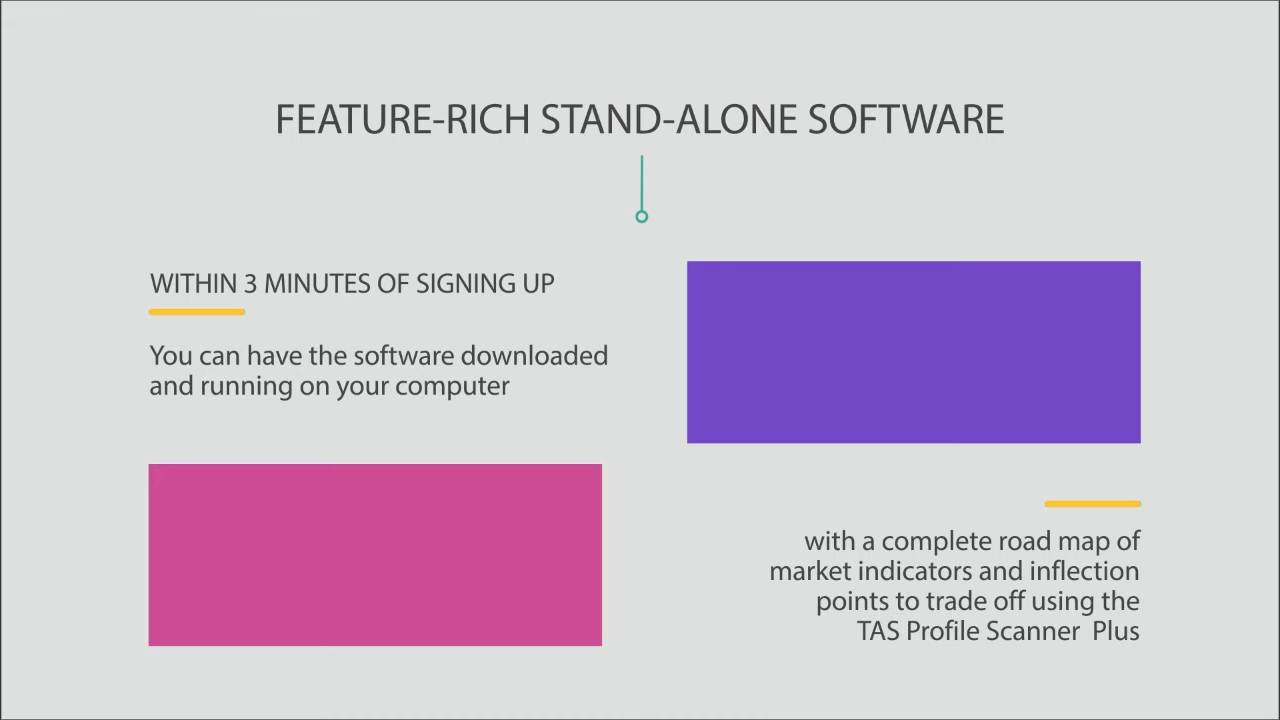 FEATURE-RICH STAND-ALONE SOFTWARE
WITHIN 3 MINUTES OF SIGNING UP
You can have the software downloaded
and running on your computer
with a complete road map of
market indicators and inflection
points to trade off using the
TAS Profile Scanner  Plus